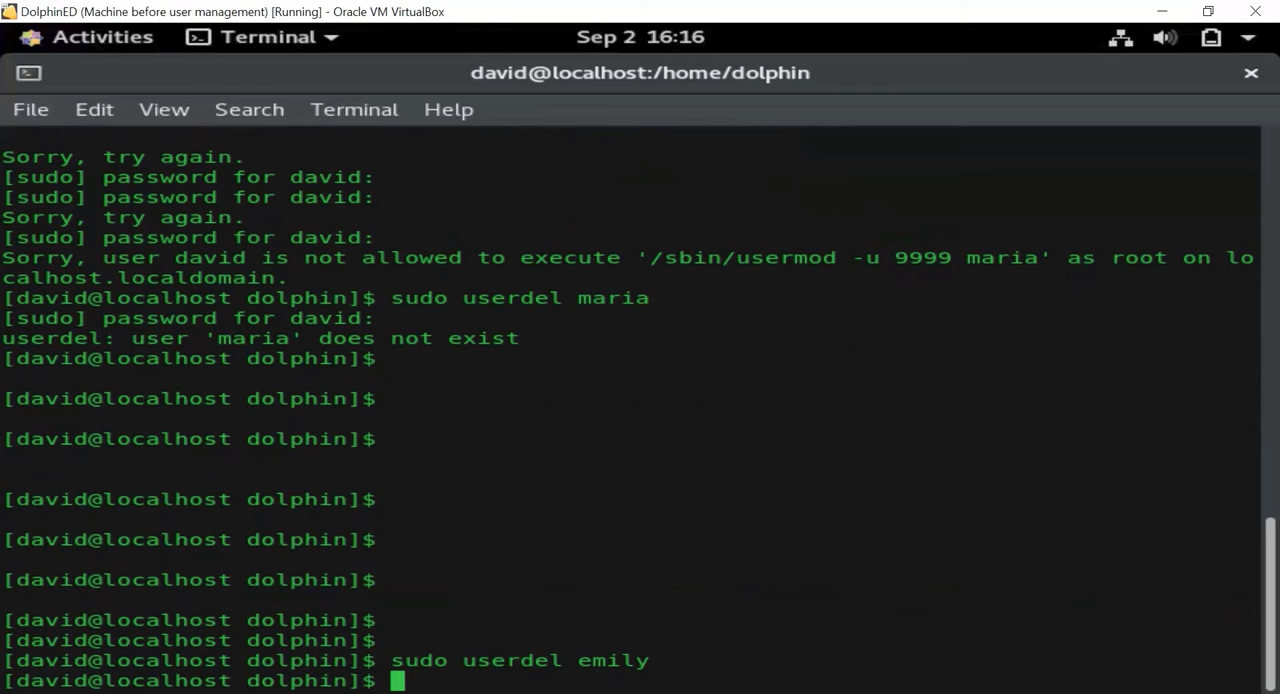 DolphinED (Machine before user management) [Running] - Oracle VM VirtualBox
Activities Terminal Sep 2 16:16
david@localhost:/home/dolphin
File Edit View Search Terminal Help
Sorry, try again.
[sudo] password for david:
[sudo] password for david:
Sorry, try again.
[sudo] password for david:
Sorry, user david is not allowed to execute '/sbin/usermod -u 9999 maria' as root on lo
calhost.localdomain.
[david@localhost dolphin]$ sudo userdel maria
[sudo] password for david:
userdel: user 'maria' does not exist
[david@localhost dolphin]$
[david@localhost dolphin]$
[david@localhost dolphin]$
[david@localhost dolphin]$
[david@localhost dolphin]$
[david@localhost dolphin]$
[david@localhost dolphin]$
[david@localhost dolphin]$
[david@localhost dolphin]$ sudo userdel emily
[david@localhost dolphin]$